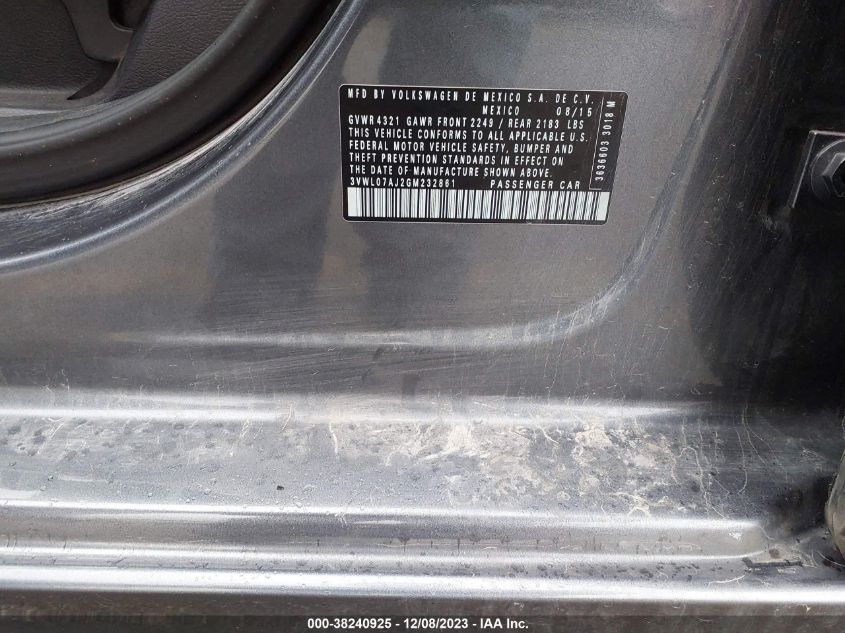 MFD BY VOLKSWAGEN DE MEXICO S.A. DE C.V.
MEXICO 08/15
GVWR 4321 GAWR FRONT 2249 / REAR 2183 LBS
THIS VEHICLE CONFORMS TO ALL APPLICABLE U.S.
FEDERAL MOTOR VEHICLE SAFETY, BUMPER AND
THEFT PREVENTION STANDARDS IN EFFECT ON
THE DATE OF MANUFACTURE SHOWN ABOVE.
3VWL07AJ2GM232861 PASSENGER CAR
3636603 3018 M
000-38240925 - 12/08/2023 - IAA Inc.